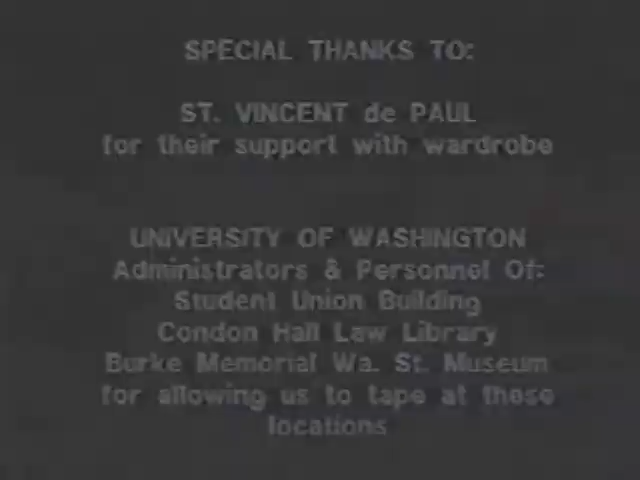 SPECIAL THANKS TO:
ST. VINCENT de PAUL
for their support with wardrobe
UNIVERSITY OF WASHINGTON
Administrators & Personnel Of:
Student Union Building
Condon Hall Law Library
Burke Memorial Wa. St. Museum
for allowing us to tape at these
locations